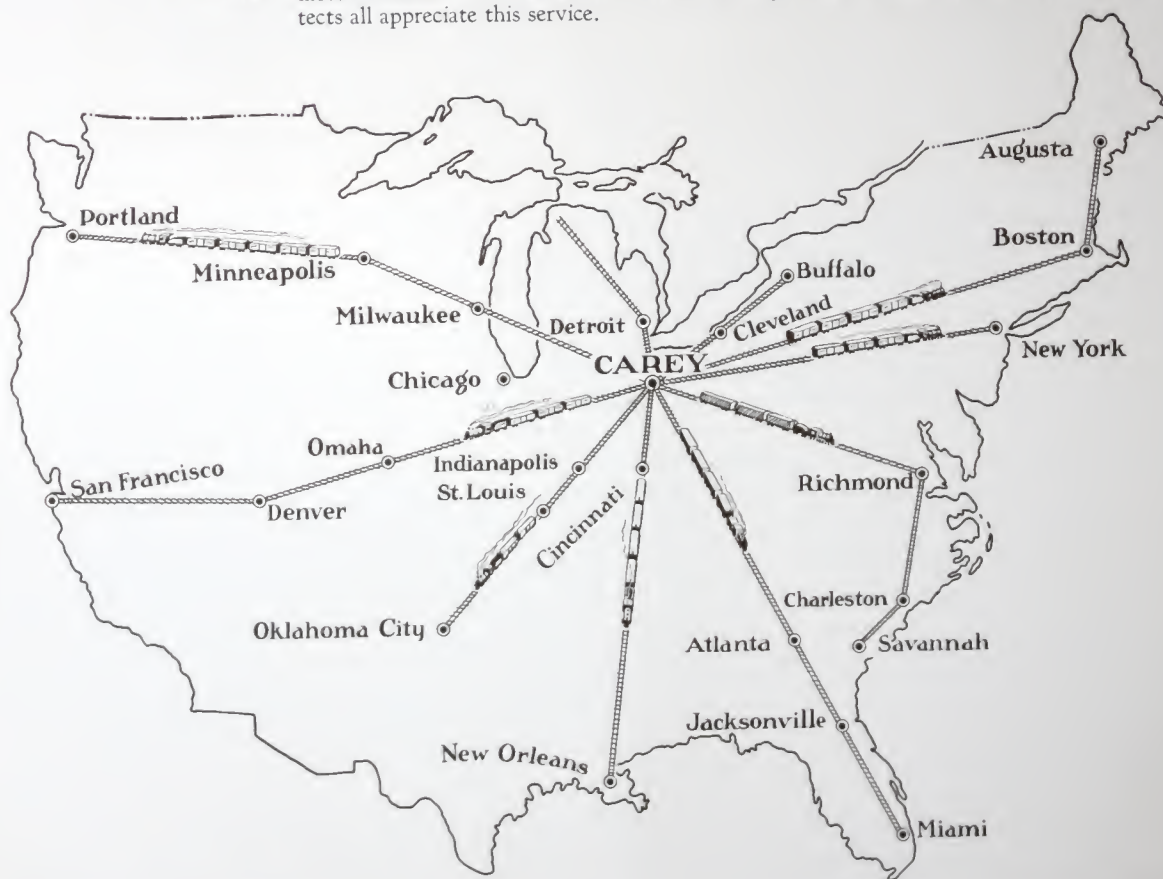 tects all appreciate this service.
Augusta
Portland
Boston
Minneapolis
Buffalo
Milwaukee
Detroit
Cleveland
New York
CAREY
Chicago
Omaha
Indianapolis
San Francisco
St. Louis
Richmond
Denver
Cincinnati
Charleston
Oklahoma City
Atlanta
Savannah
Jacksonville
New Orleans
Miami